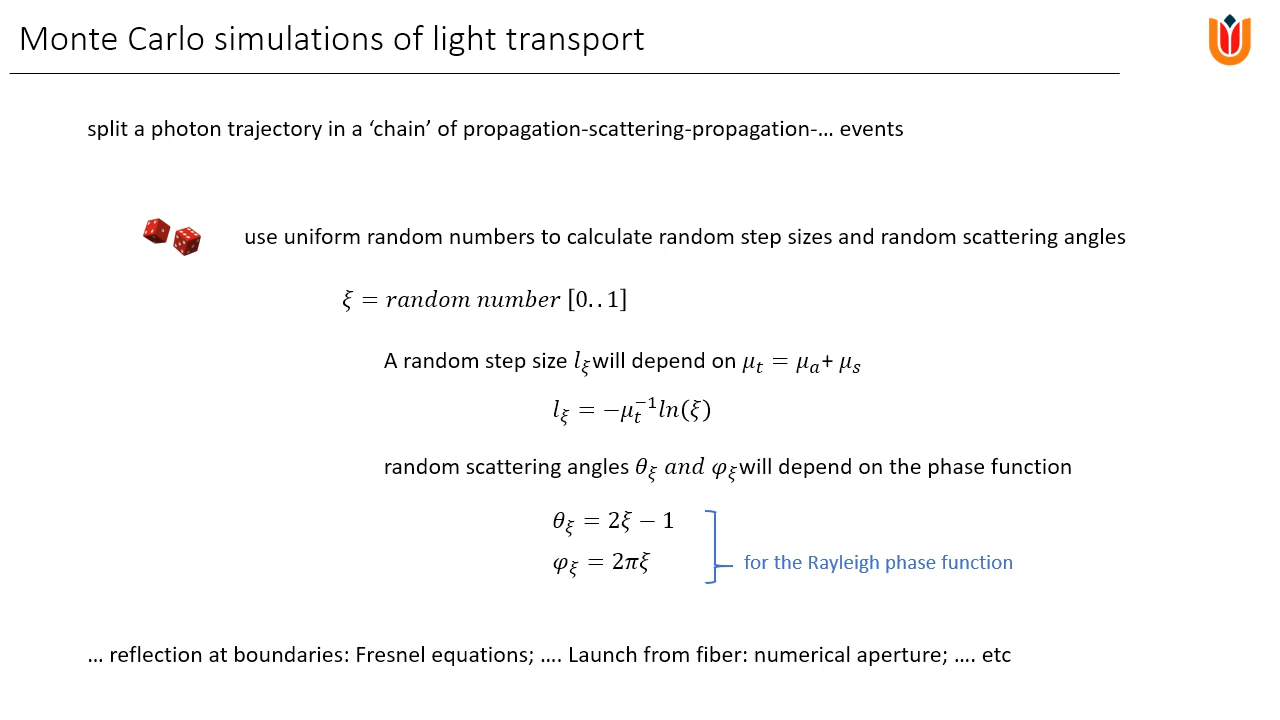 Monte Carlo simulations of light transport
split a photon trajectory in a ‘chain’ of propagation-scattering-propagation-… events
use uniform random numbers to calculate random step sizes and random scattering angles
ξ = random number [0..1]
A random step size l_ξ will depend on μ_t = μ_a + μ_s
l_ξ = −μ_t^−1 ln(ξ)
random scattering angles θ_ξ and φ_ξ will depend on the phase function
θ_ξ = 2ξ − 1
φ_ξ = 2πξ
for the Rayleigh phase function
… reflection at boundaries: Fresnel equations; …. Launch from fiber: numerical aperture; …. etc